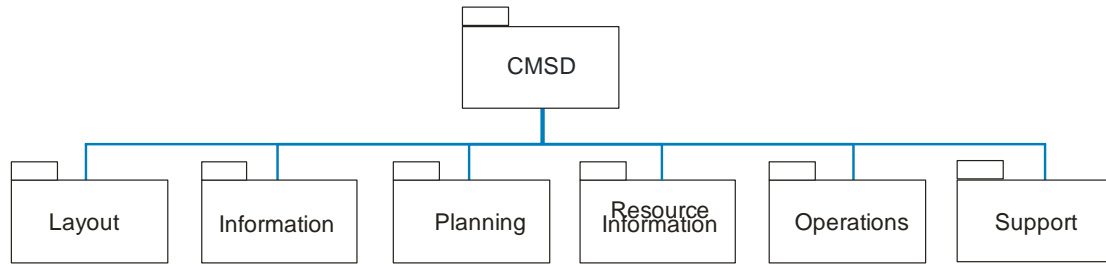 CMSD
Layout
Information
Planning
Resource
Information
Operations
Support